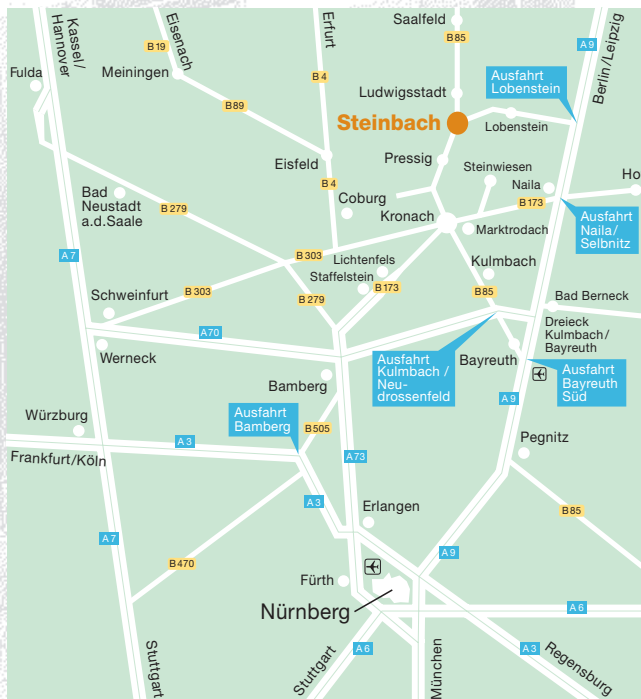 Kassel/
Hannover
Eisenach
Erfurt
Saalfeld
Berlin/Leipzig
B19
B85
A9
Fulda
Meiningen
B4
Ausfahrt
Lobenstein
Ludwigsstadt
B89
Steinbach
Lobenstein
Eisfeld
Pressig
Steinwiesen
B4
Naila
Ho
Bad
Neustadt
a.d.Saale
B279
Coburg
Kronach
B173
Marktrodach
Ausfahrt
Naila/
Selbnitz
A7
B303
Lichtenfels
Staffelstein
Kulmbach
B303
B279
B173
B85
Schweinfurt
Bad Berneck
A70
Dreieck
Kulmbach/
Bayreuth
Werneck
Ausfahrt
Kulmbach /
Neu-
drossenfeld
Bayreuth
Ausfahrt
Bayreuth
Süd
Bamberg
A9
Würzburg
Ausfahrt
Bamberg
B505
A3
Pegnitz
Frankfurt/Köln
A73
A3
Erlangen
B85
A7
A9
B470
Fürth
Nürnberg
A6
Stuttgart
Stuttgart
A6
München
A3
Regensburg